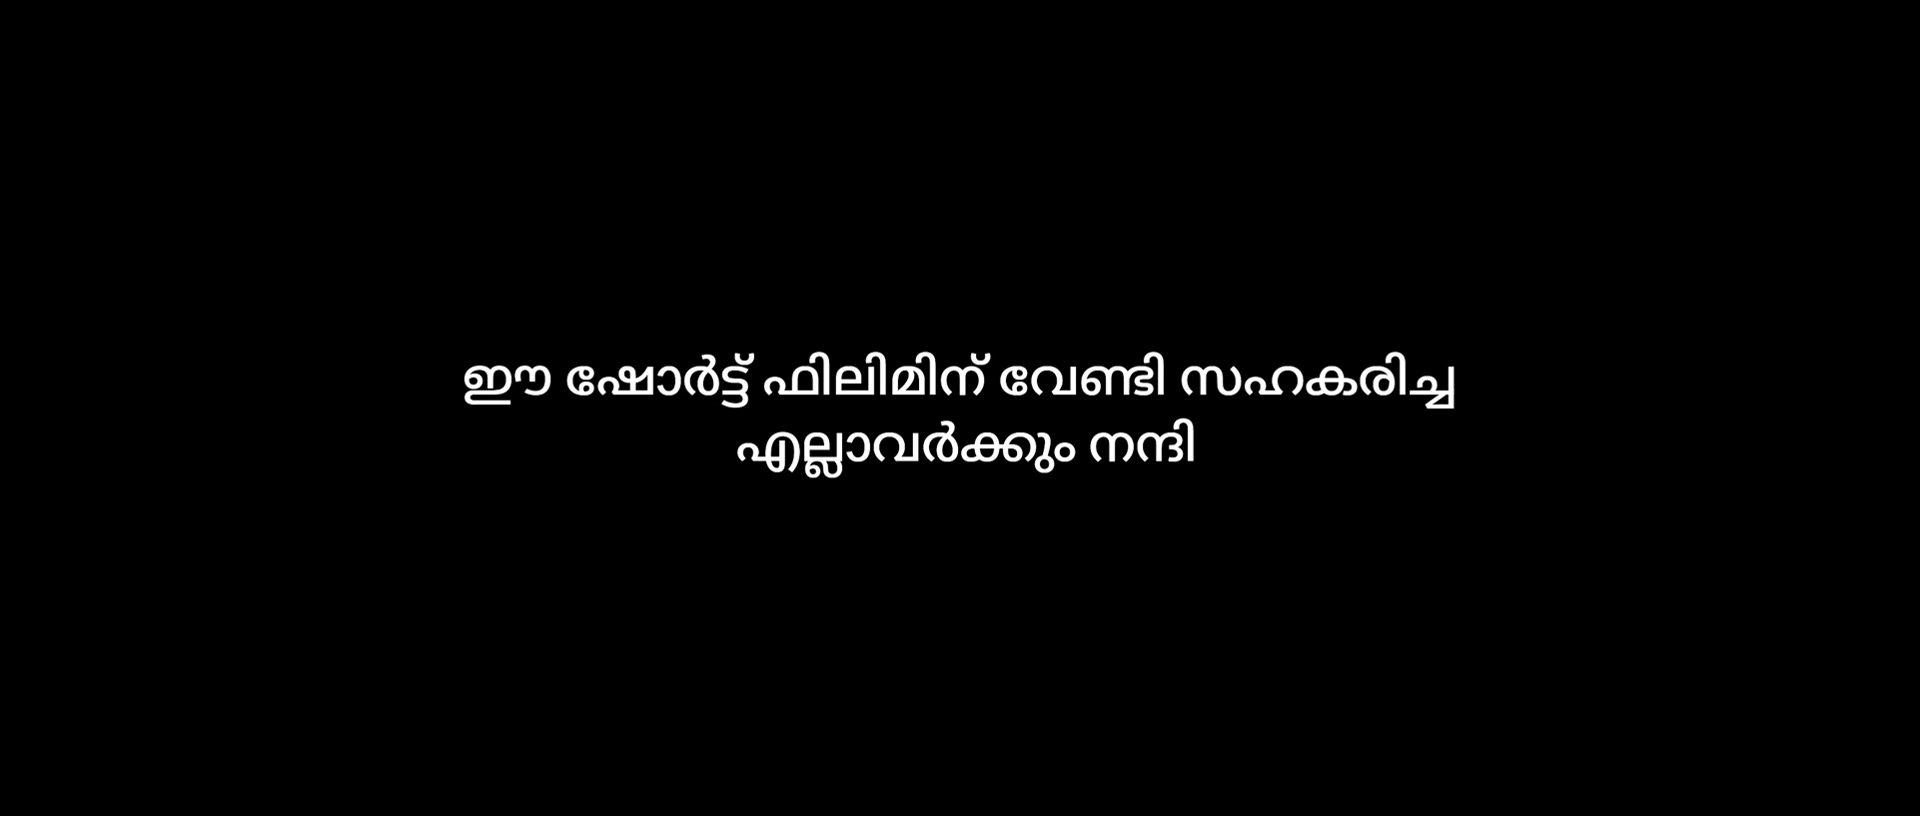 ഈ ഷോർട്ട് ഫിലിമിന് വേണ്ടി സഹകരിച്ച
എല്ലാവർക്കും നന്ദി